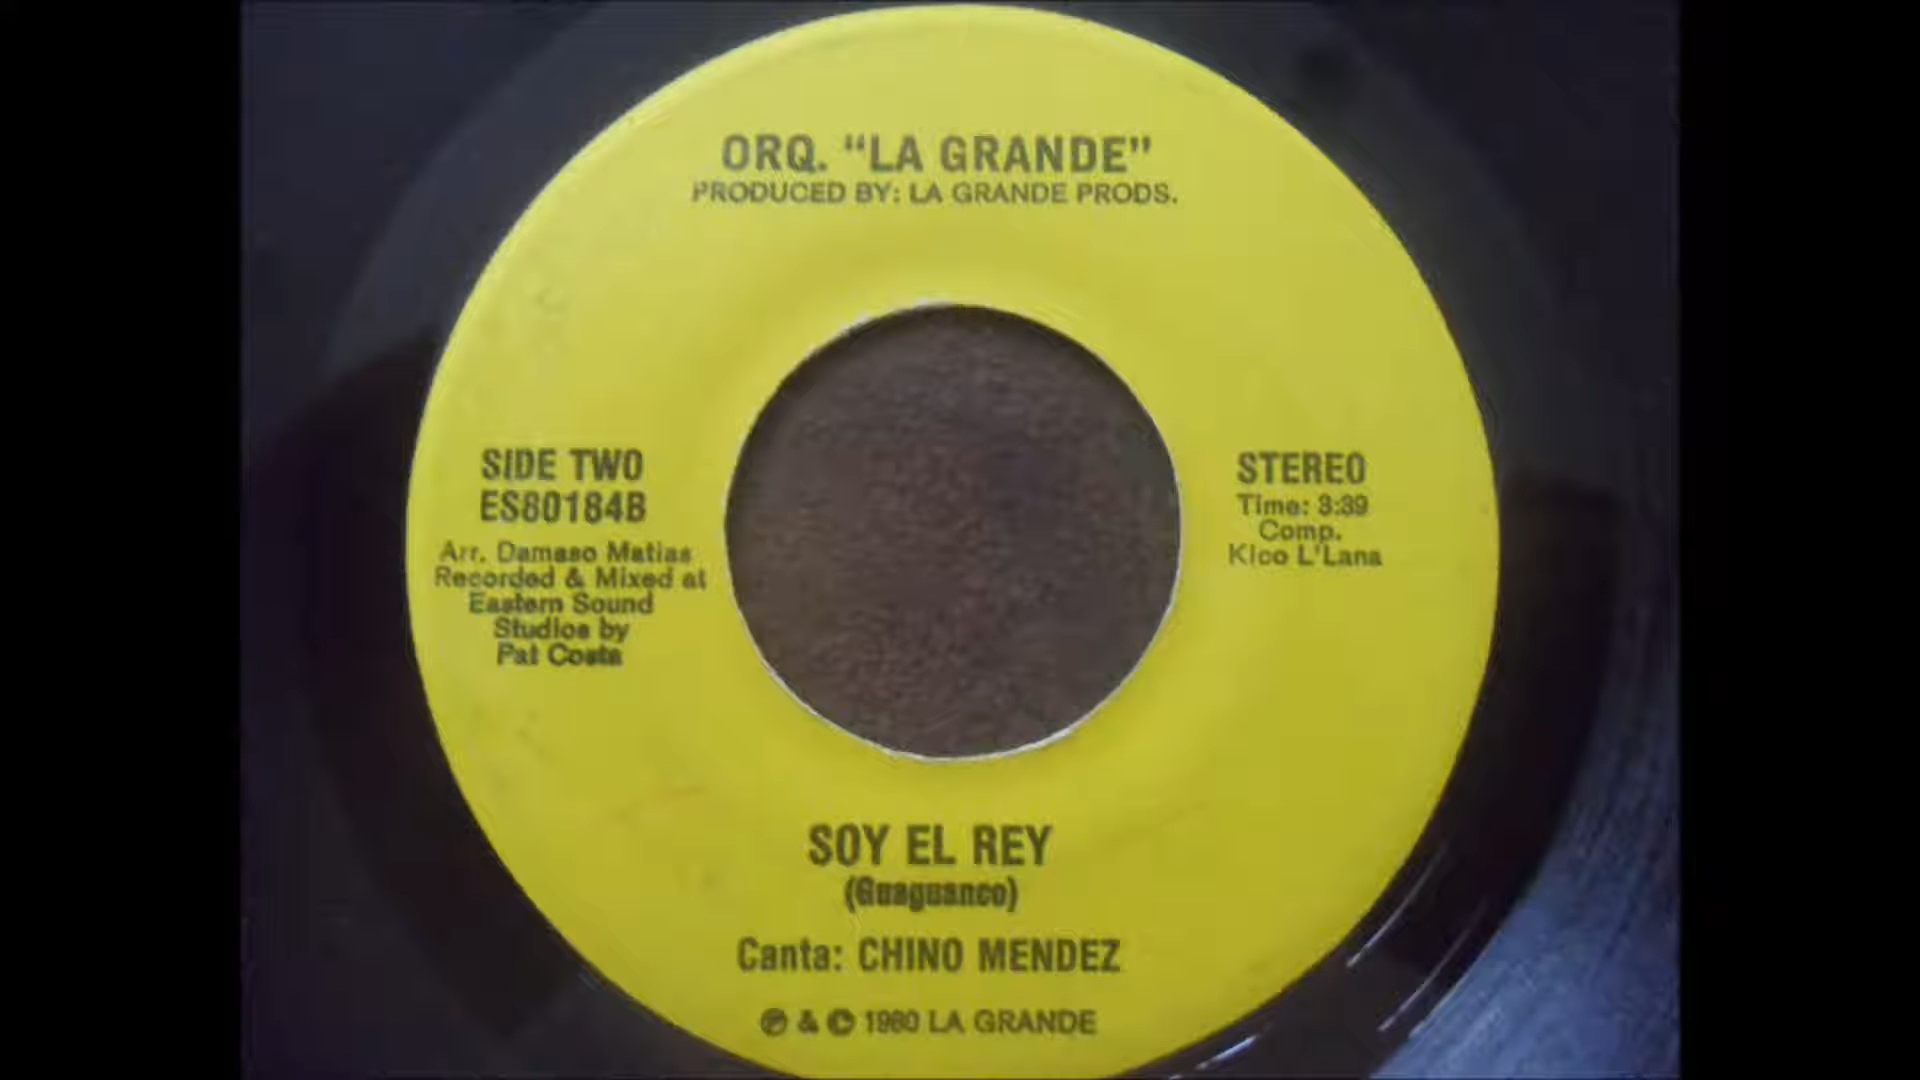 ORQ. “LA GRANDE”
PRODUCED BY: LA GRANDE PRODS.
SIDE TWO
ES80184B
Arr. Damaso Matias
Recorded & Mixed at
Eastern Sound
Studios by
Pat Costa
STEREO
Time: 3:39
Comp.
Kico L'Lana
SOY EL REY
(Guaguanco)
Canta: CHINO MENDEZ
℗ & © 1980 LA GRANDE